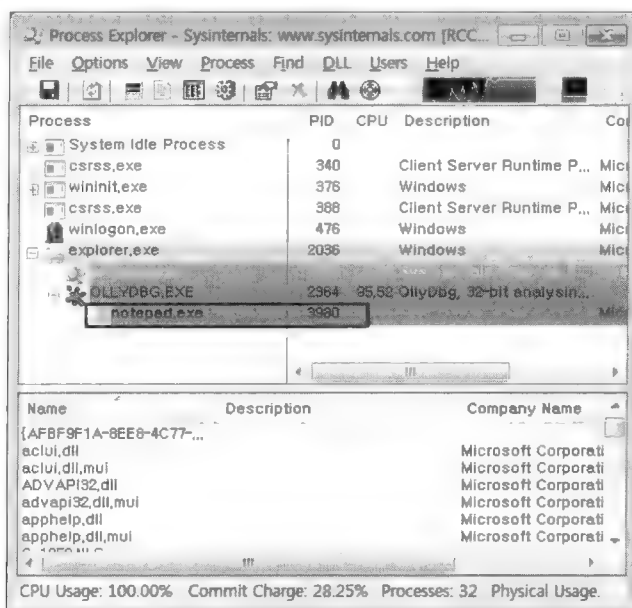 Process Explorer - Sysinternals: www.sysinternals.com [RCC...
File Options View Process Find DLL Users Help
Process PID CPU Description
System Idle Process 0
csrss.exe 340 Client Server Runtime P...
wininit.exe 376 Windows
csrss.exe 388 Client Server Runtime P...
winlogon.exe 476 Windows
explorer.exe 2036 Windows
OLLYDBG.EXE 2364 95.52 OllyDbg, 32-bit analysin...
notepad.exe 3980
Name Description Company Name
{AFBF9F1A-8EE8-4C77-...
aclui.dll Microsoft Corporati
aclui.dll.mui Microsoft Corporati
ADVAPI32.dll Microsoft Corporati
advapi32.dll.mui Microsoft Corporati
apphelp.dll Microsoft Corporati
apphelp.dll.mui Microsoft Corporati
CPU Usage: 100.00% Commit Charge: 28.25% Processes: 32 Physical Usage.